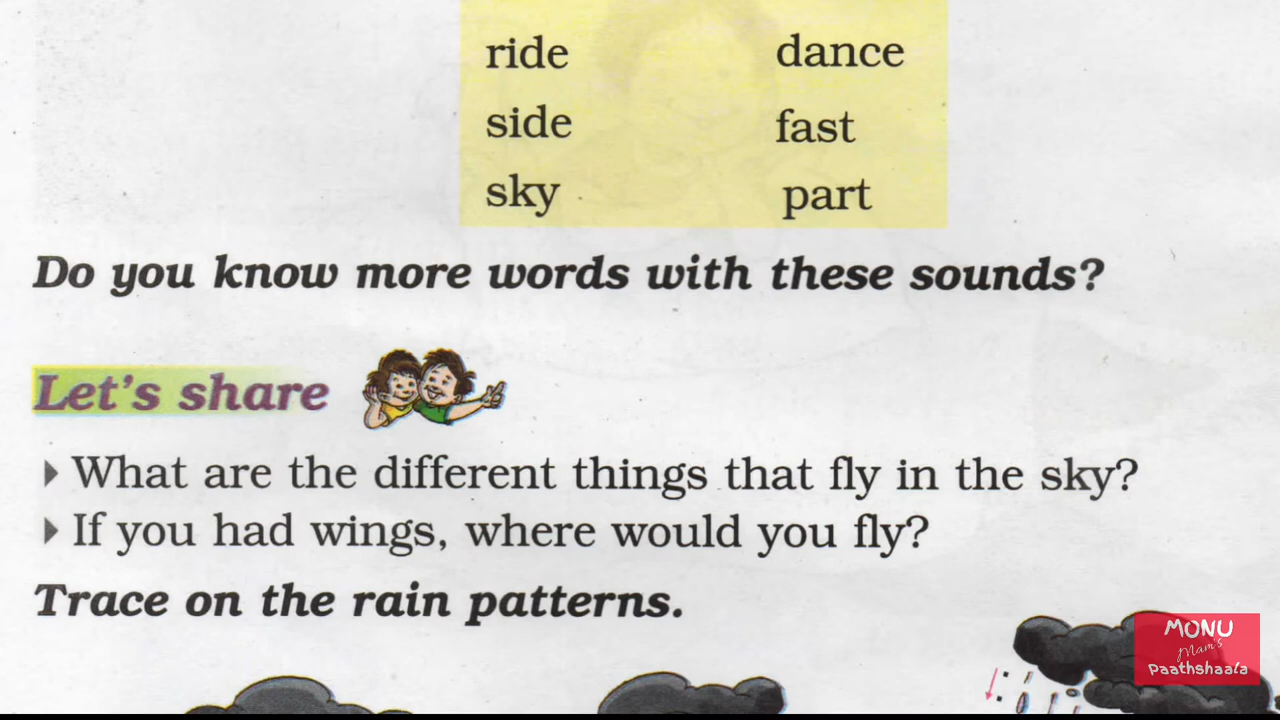 ride dance
side fast
sky part
Do you know more words with these sounds?
Let's share
What are the different things that fly in the sky?
If you had wings, where would you fly?
Trace on the rain patterns.
MONU
Mam's
Paathshaala